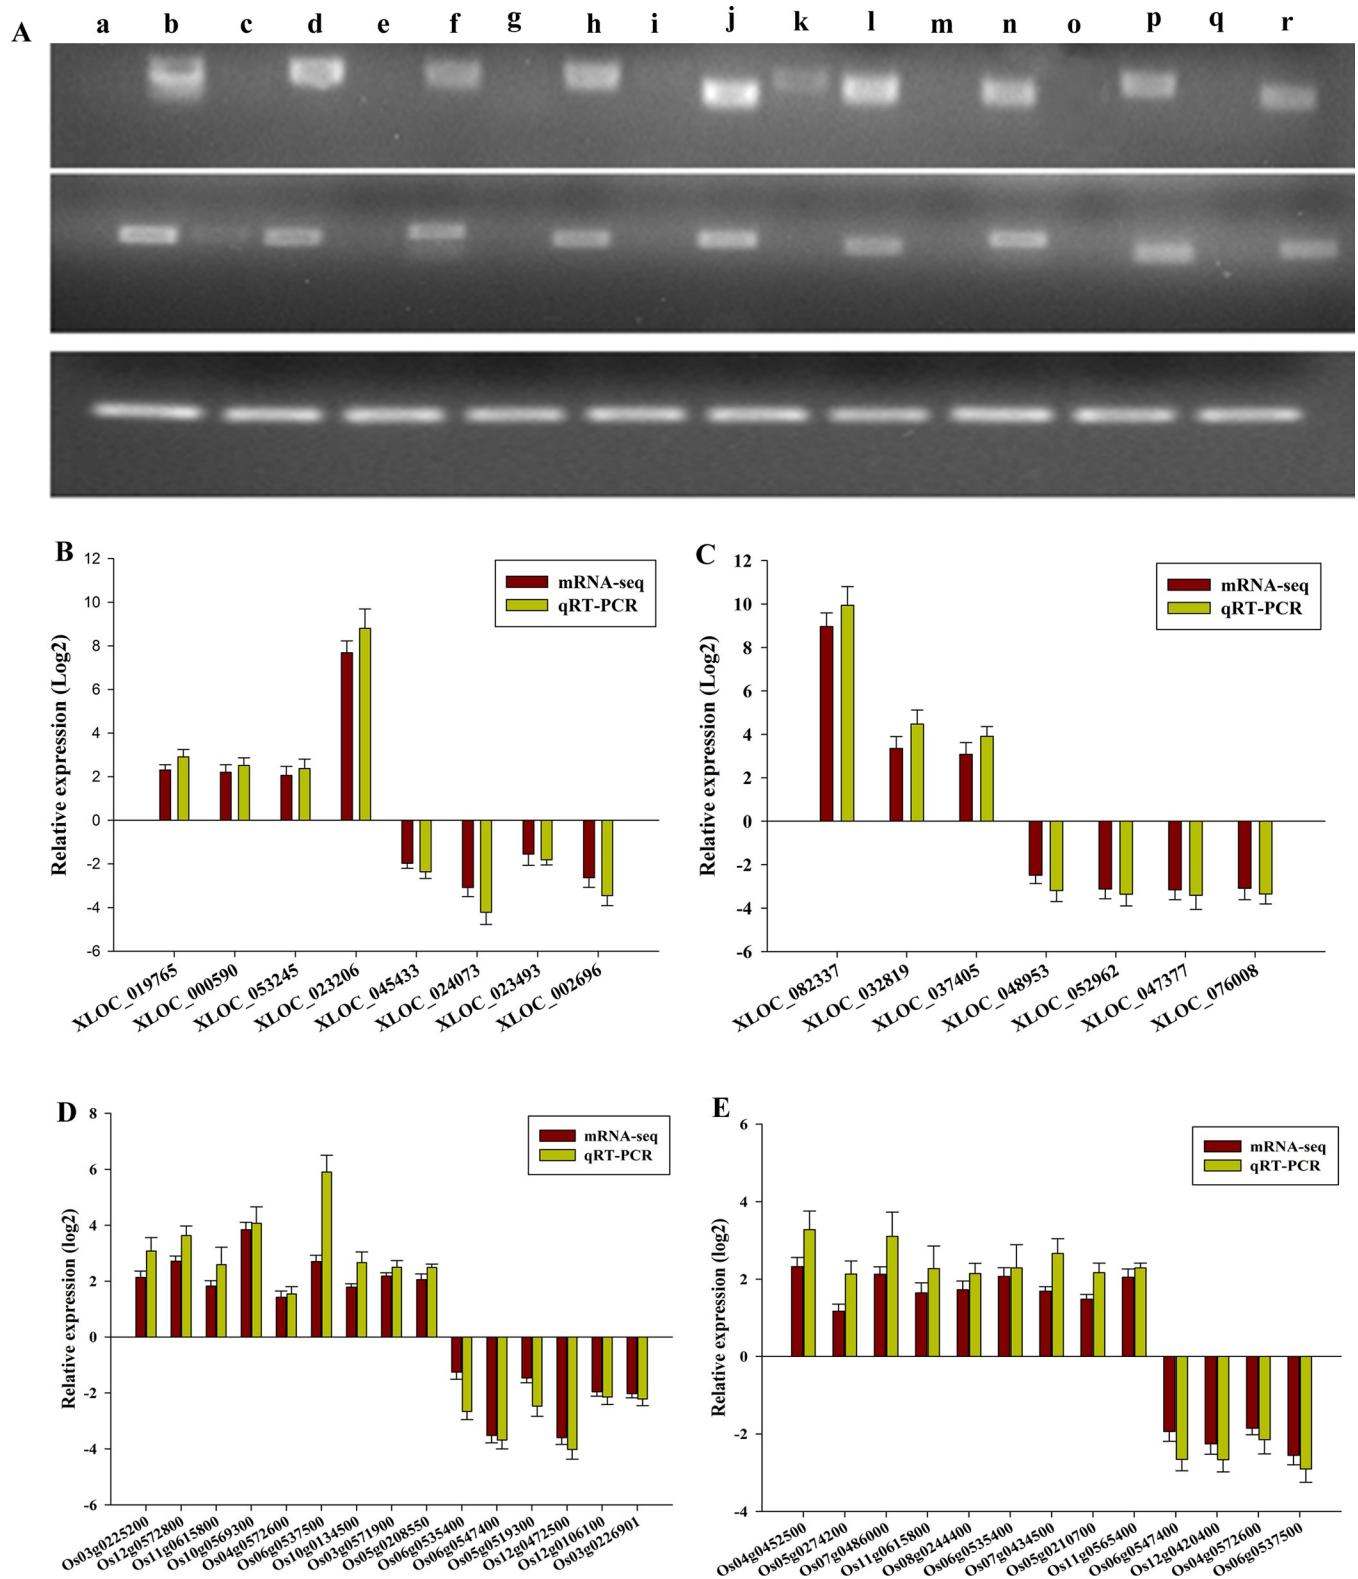 A
a b c d e f g h i j k l m n o p q r
B
12
10
8
6
4
2
0
-2
-4
-6
Relative expression (Log2)
mRNA-seq
qRT-PCR
XLOC_019765
XLOC_000590
XLOC_053245
XLOC_023206
XLOC_045433
XLOC_024073
XLOC_023493
XLOC_002696
C
12
10
8
6
4
2
0
-2
-4
-6
Relative expression (Log2)
mRNA-seq
qRT-PCR
XLOC_082337
XLOC_032819
XLOC_037405
XLOC_048953
XLOC_052962
XLOC_047377
XLOC_076008
D
8
6
4
2
0
-2
-4
-6
Relative expression (log2)
mRNA-seq
qRT-PCR
Os03g0225200
Os12g0572800
Os11g0615800
Os10g0569300
Os04g0572600
Os06g0537500
Os10g0134500
Os03g0571900
Os05g0208550
Os06g0535400
Os06g0547400
Os05g0519300
Os12g0472500
Os12g0106100
Os03g0226901
E
6
4
2
0
-2
-4
Relative expression (log2)
mRNA-seq
qRT-PCR
Os04g0452500
Os05g0274200
Os07g0486000
Os11g0615800
Os08g0244400
Os06g0535400
Os07g0434500
Os05g0210700
Os11g0565400
Os06g0547400
Os12g0420400
Os04g0572600
Os06g0537500